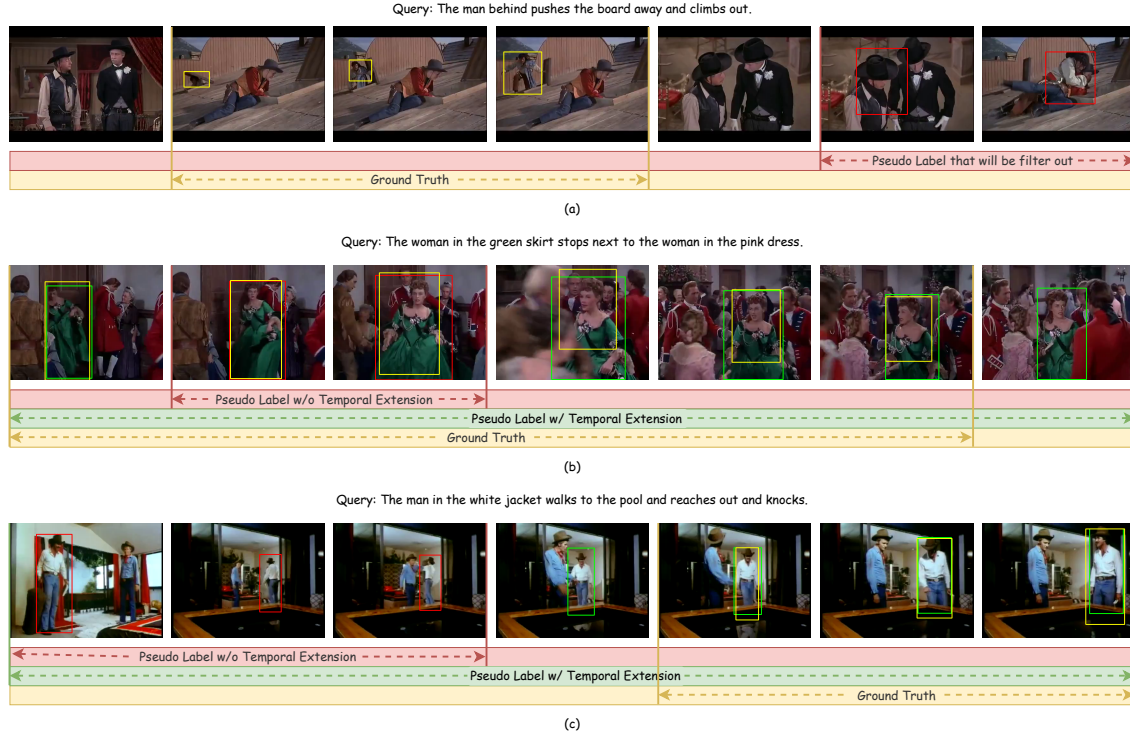 Query: The man behind pushes the board away and climbs out.
Pseudo Label that will be filter out
Ground Truth
(a)
Query: The woman in the green skirt stops next to the woman in the pink dress.
Pseudo Label w/o Temporal Extension
Pseudo Label w/ Temporal Extension
Ground Truth
(b)
Query: The man in the white jacket walks to the pool and reaches out and knocks.
Pseudo Label w/o Temporal Extension
Pseudo Label w/ Temporal Extension
Ground Truth
(c)